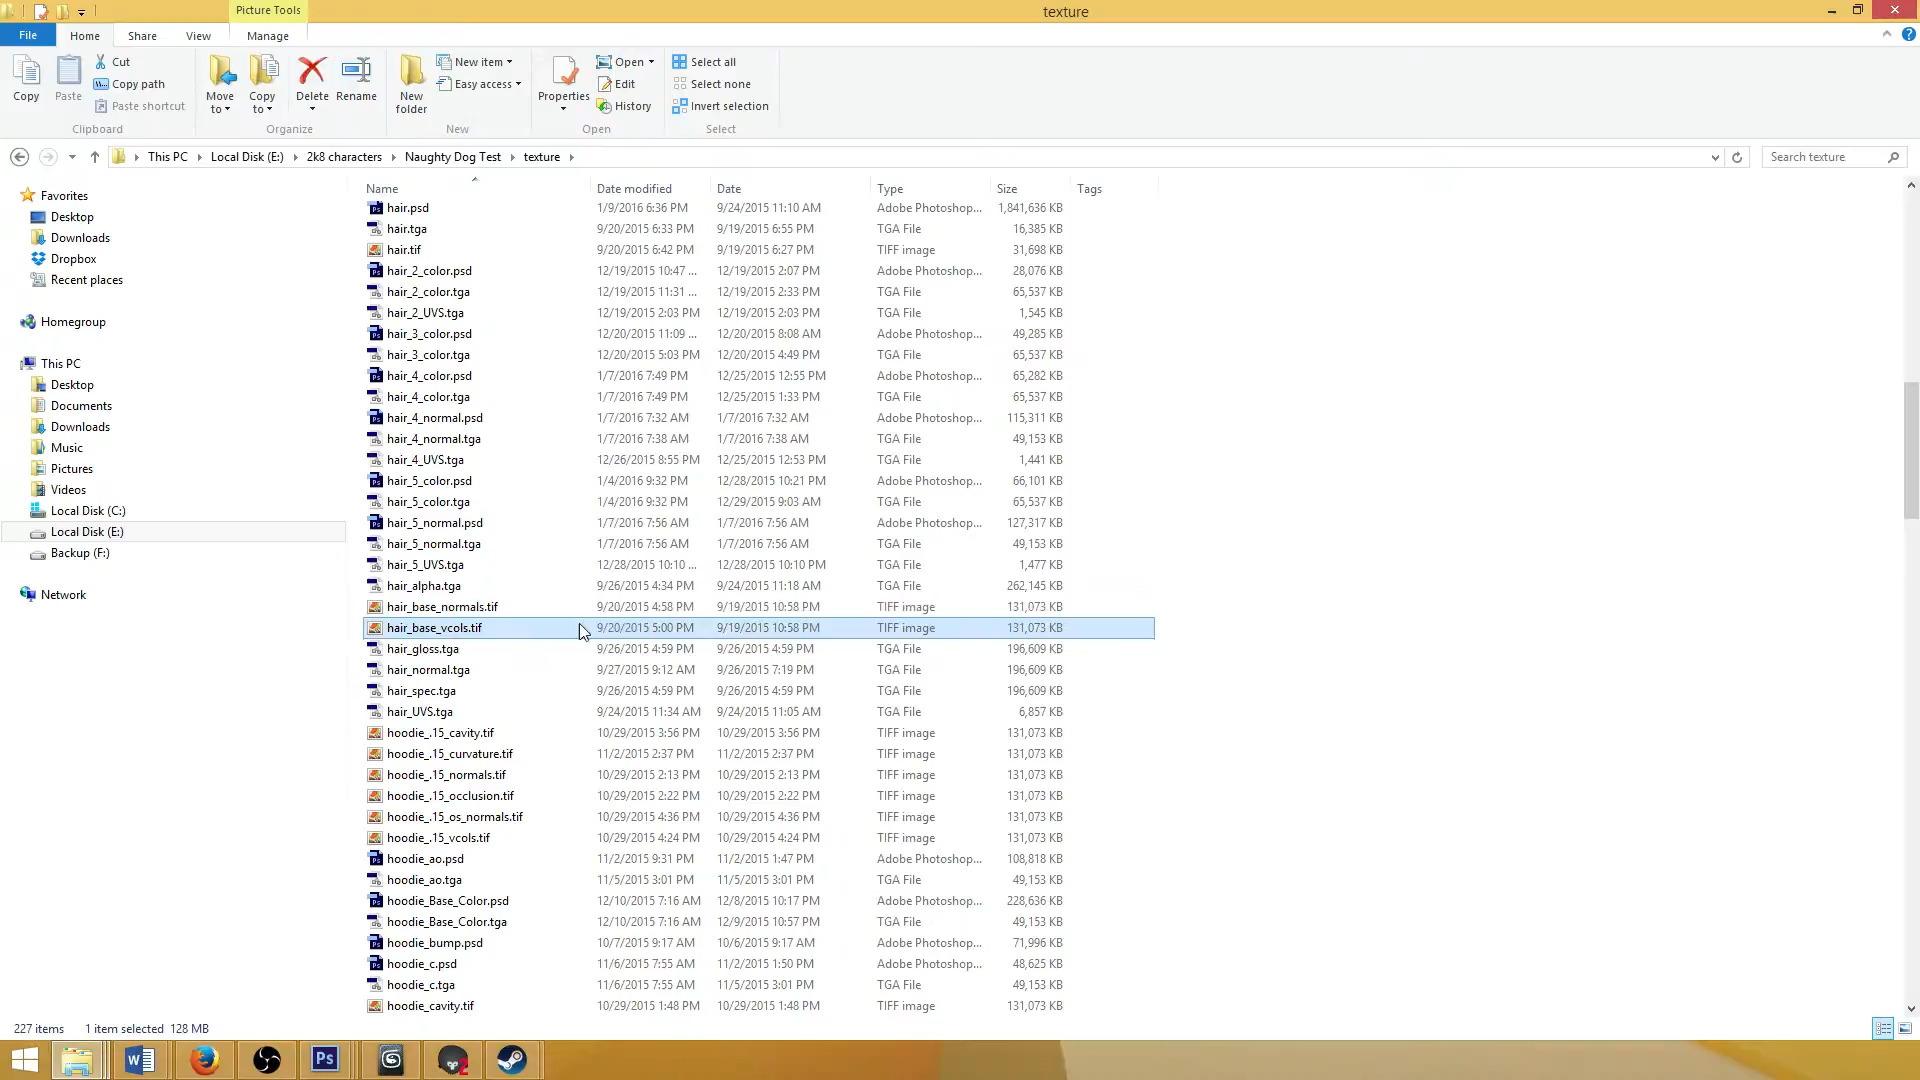 Picture Tools
texture
File Home Share View Manage
Copy
Paste
Cut
Copy path
Paste shortcut
Clipboard
Move to
Copy to
Delete
Rename
Organize
New folder
New item
Easy access
New
Properties
Open
Edit
History
Open
Select all
Select none
Invert selection
Select
This PC Local Disk (E:) 2k8 characters Naughty Dog Test texture
Search texture
Favorites
Desktop
Downloads
Dropbox
Recent places
Homegroup
This PC
Desktop
Documents
Downloads
Music
Pictures
Videos
Local Disk (C:)
Local Disk (E:)
Backup (F:)
Network
Name Date modified Date Type Size Tags
hair.psd 1/9/2016 6:36 PM 9/24/2015 11:10 AM Adobe Photoshop... 1,841,636 KB
hair.tga 9/20/2015 6:33 PM 9/19/2015 6:55 PM TGA File 16,385 KB
hair.tif 9/20/2015 6:42 PM 9/19/2015 6:27 PM TIFF image 31,698 KB
hair_2_color.psd 12/19/2015 10:47 ... 12/19/2015 2:07 PM Adobe Photoshop... 28,076 KB
hair_2_color.tga 12/19/2015 11:31 ... 12/19/2015 2:33 PM TGA File 65,537 KB
hair_2_UVS.tga 12/19/2015 2:03 PM 12/19/2015 2:03 PM TGA File 1,545 KB
hair_3_color.psd 12/20/2015 11:09 ... 12/20/2015 8:08 AM Adobe Photoshop... 49,285 KB
hair_3_color.tga 12/20/2015 5:03 PM 12/20/2015 4:49 PM TGA File 65,537 KB
hair_4_color.psd 1/7/2016 7:49 PM 12/25/2015 12:55 PM Adobe Photoshop... 65,282 KB
hair_4_color.tga 1/7/2016 7:49 PM 12/25/2015 1:33 PM TGA File 65,537 KB
hair_4_normal.psd 1/7/2016 7:32 AM 1/7/2016 7:32 AM Adobe Photoshop... 115,311 KB
hair_4_normal.tga 1/7/2016 7:38 AM 1/7/2016 7:38 AM TGA File 49,153 KB
hair_4_UVS.tga 12/26/2015 8:55 PM 12/25/2015 12:53 PM TGA File 1,441 KB
hair_5_color.psd 1/4/2016 9:32 PM 12/28/2015 10:21 PM Adobe Photoshop... 66,101 KB
hair_5_color.tga 1/4/2016 9:32 PM 12/29/2015 9:03 AM TGA File 65,537 KB
hair_5_normal.psd 1/7/2016 7:56 AM 1/7/2016 7:56 AM Adobe Photoshop... 127,317 KB
hair_5_normal.tga 1/7/2016 7:56 AM 1/7/2016 7:56 AM TGA File 49,153 KB
hair_5_UVS.tga 12/28/2015 10:10 ... 12/28/2015 10:10 PM TGA File 1,477 KB
hair_alpha.tga 9/26/2015 4:34 PM 9/24/2015 11:18 AM TGA File 262,145 KB
hair_base_normals.tif 9/20/2015 4:58 PM 9/19/2015 10:58 PM TIFF image 131,073 KB
hair_base_vcols.tif 9/20/2015 5:00 PM 9/19/2015 10:58 PM TIFF image 131,073 KB
hair_gloss.tga 9/26/2015 4:59 PM 9/26/2015 4:59 PM TGA File 196,609 KB
hair_normal.tga 9/27/2015 9:12 AM 9/26/2015 7:19 PM TGA File 196,609 KB
hair_spec.tga 9/26/2015 4:59 PM 9/26/2015 4:59 PM TGA File 196,609 KB
hair_UVS.tga 9/24/2015 11:34 AM 9/24/2015 11:05 AM TGA File 6,857 KB
hoodie_.15_cavity.tif 10/29/2015 3:56 PM 10/29/2015 3:56 PM TIFF image 131,073 KB
hoodie_.15_curvature.tif 11/2/2015 2:37 PM 11/2/2015 2:37 PM TIFF image 131,073 KB
hoodie_.15_normals.tif 10/29/2015 2:13 PM 10/29/2015 2:13 PM TIFF image 131,073 KB
hoodie_.15_occlusion.tif 10/29/2015 2:22 PM 10/29/2015 2:22 PM TIFF image 131,073 KB
hoodie_.15_os_normals.tif 10/29/2015 4:36 PM 10/29/2015 4:36 PM TIFF image 131,073 KB
hoodie_.15_vcols.tif 10/29/2015 4:24 PM 10/29/2015 4:24 PM TIFF image 131,073 KB
hoodie_ao.psd 11/2/2015 9:31 PM 11/2/2015 1:47 PM Adobe Photoshop... 108,818 KB
hoodie_ao.tga 11/5/2015 3:01 PM 11/5/2015 3:01 PM TGA File 49,153 KB
hoodie_Base_Color.psd 12/10/2015 7:16 AM 12/8/2015 10:17 PM Adobe Photoshop... 228,636 KB
hoodie_Base_Color.tga 12/10/2015 7:16 AM 12/9/2015 10:57 PM TGA File 49,153 KB
hoodie_bump.psd 10/7/2015 9:17 AM 10/6/2015 9:17 AM Adobe Photoshop... 71,996 KB
hoodie_c.psd 11/6/2015 7:55 AM 11/2/2015 1:50 PM Adobe Photoshop... 48,625 KB
hoodie_c.tga 11/6/2015 7:55 AM 11/5/2015 3:01 PM TGA File 49,153 KB
hoodie_cavity.tif 10/29/2015 1:48 PM 10/29/2015 1:48 PM TIFF image 131,073 KB
227 items 1 item selected 128 MB
Ps
2